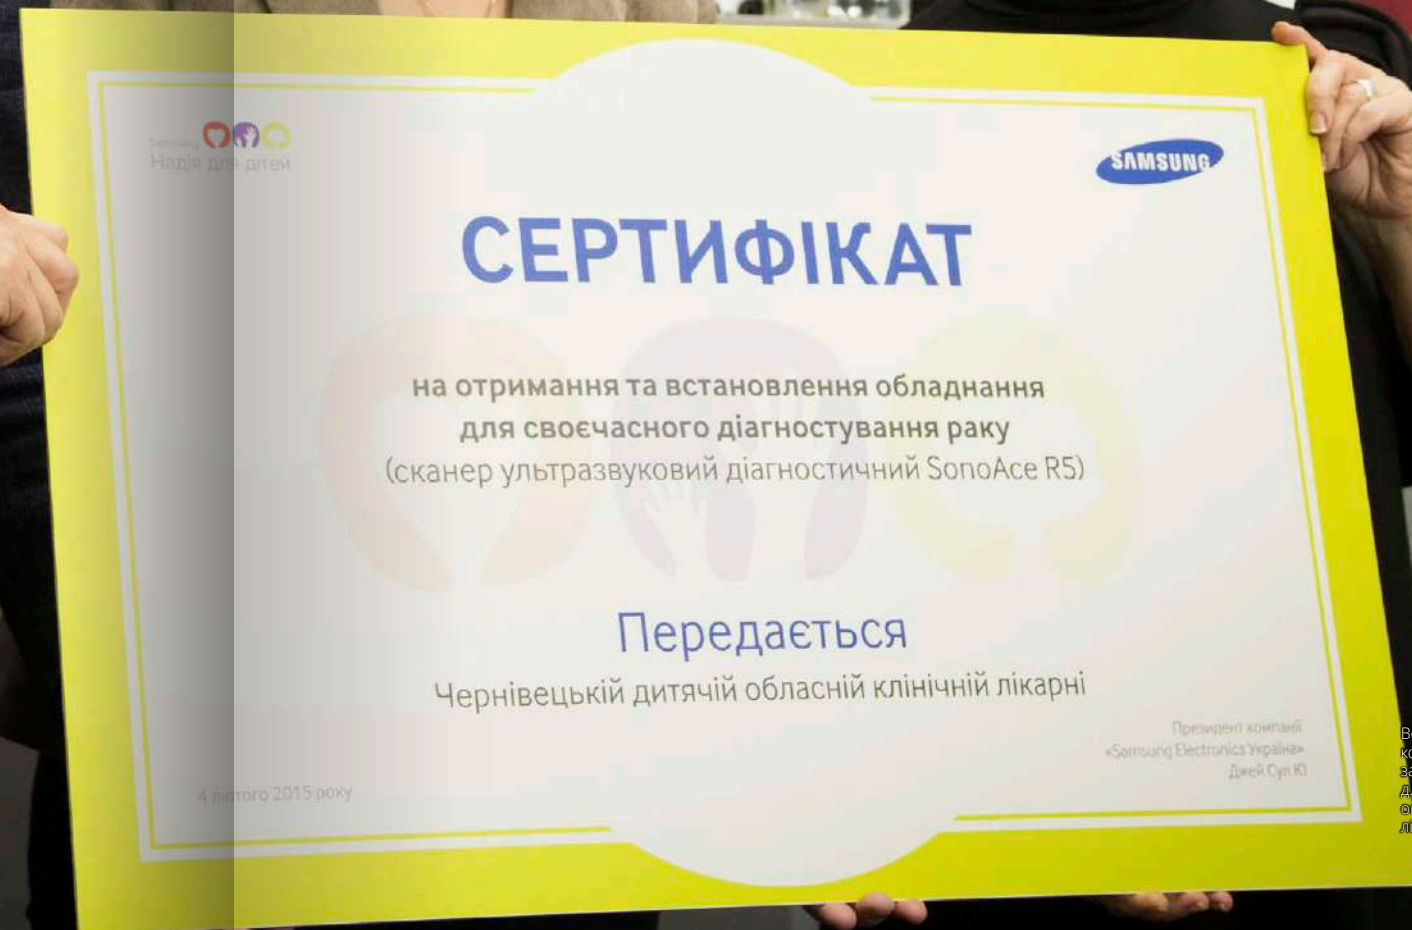 Samsung
Надія для дітей
SAMSUNG
СЕРТИФІКАТ
на отримання та встановлення обладнання
для своєчасного діагностування раку
(сканер ультразвуковий діагностичний SonoAce R5)
Передається
Чернівецькій дитячій обласній клінічній лікарні
Президент компанії
«Samsung Electronics Україна»
Джей Сул Ю
4 лютого 2015 року